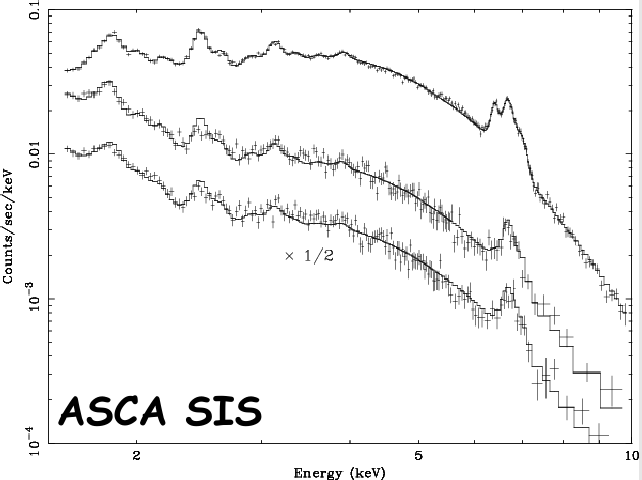 0.1
0.01
10⁻³
10⁻⁴
Counts/sec/keV
× 1/2
ASCA SIS
2
5
10
Energy (keV)